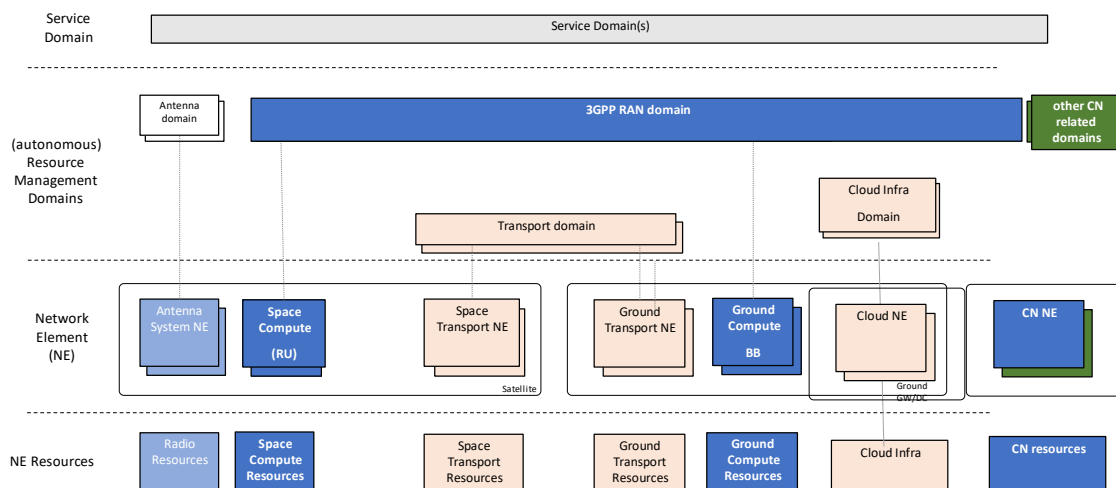 Service
Domain
Service Domain(s)
Antenna
domain
3GPP RAN domain
other CN
related
domains
(autonomous)
Resource
Management
Domains
Cloud Infra
Domain
Transport domain
Network
Element
(NE)
Antenna
System NE
Space
Compute
(RU)
Space
Transport NE
Satellite
Ground
Transport NE
Ground
Compute
BB
Cloud NE
Ground
GW/DC
CN NE
NE Resources
Radio
Resources
Space
Compute
Resources
Space
Transport
Resources
Ground
Transport
Resources
Ground
Compute
Resources
Cloud Infra
CN resources